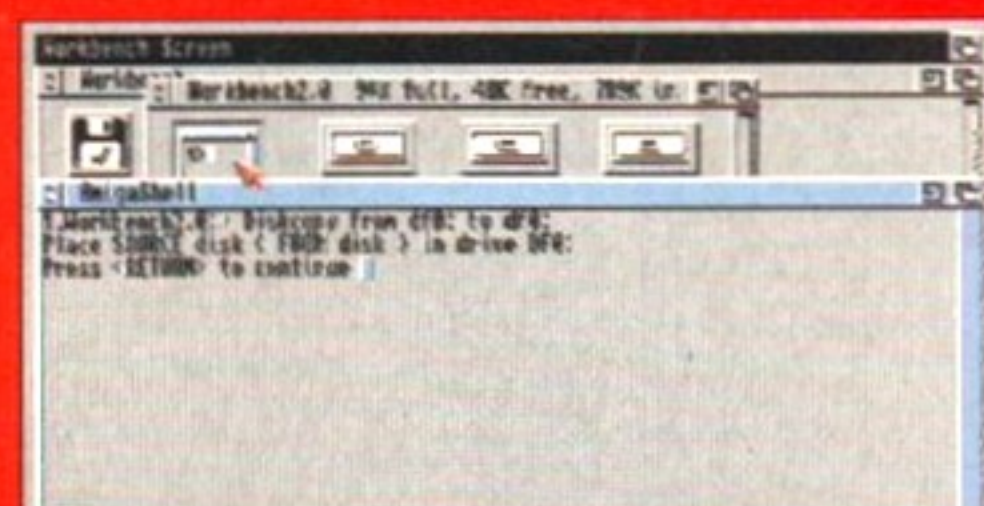 Workbench Screen
Workbench
Workbench2.0 94% full, 48K free, 789K in
AmigaShell
1.Workbench2.0:> Diskcopy from df0: to df0:
Place SOURCE disk ( FROM disk ) in drive DF0:
Press <RETURN> to continue